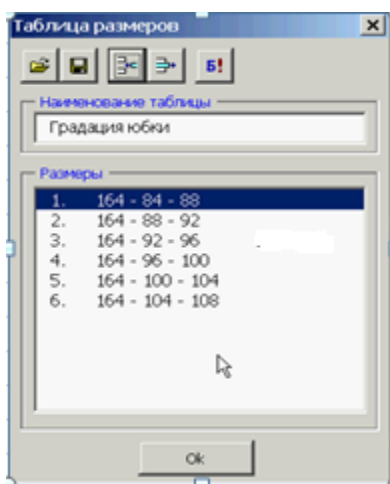 Таблица размеров
Б!
Наименование таблицы
Градация юбки
Размеры
1. 164 - 84 - 88
2. 164 - 88 - 92
3. 164 - 92 - 96
4. 164 - 96 - 100
5. 164 - 100 - 104
6. 164 - 104 - 108
Ok